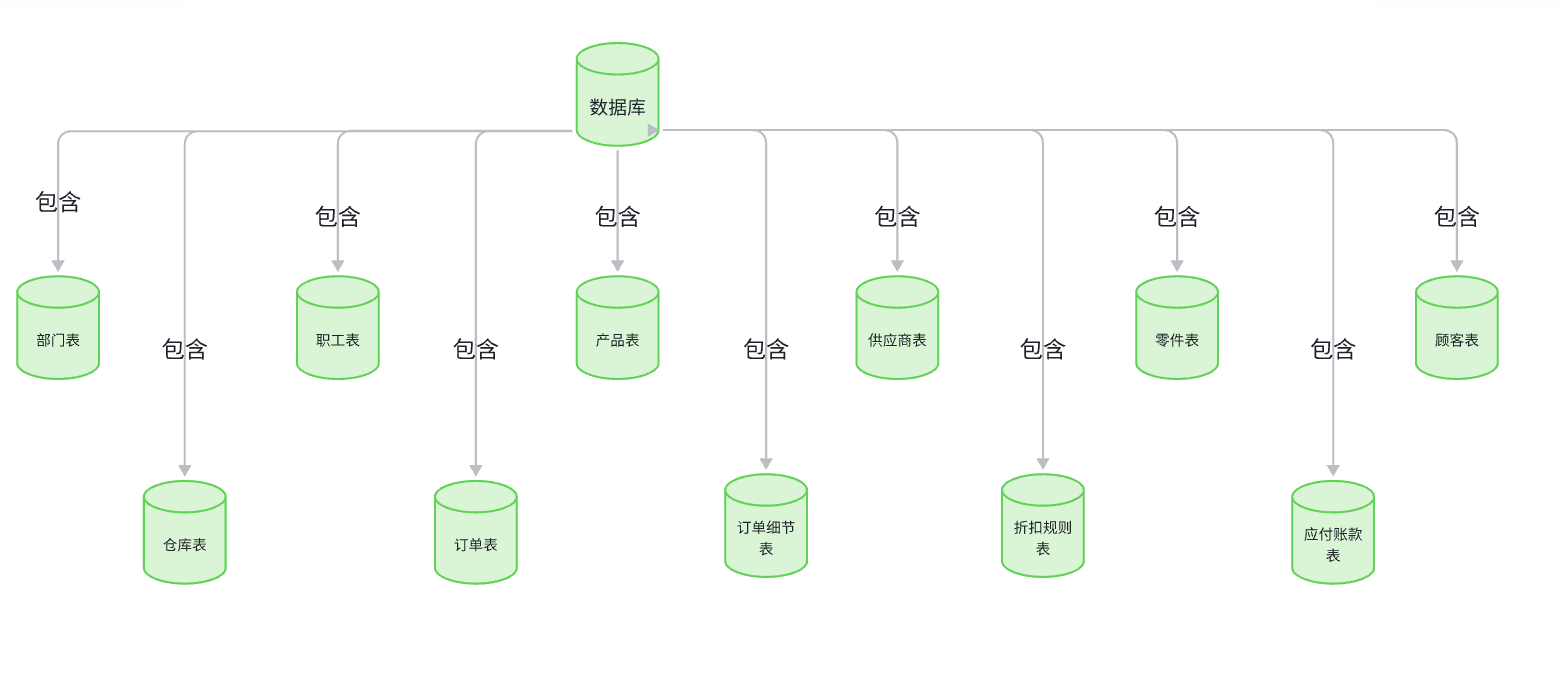 数据库
包含
包含
包含
包含
包含
包含
部门表
职工表
产品表
供应商表
零件表
顾客表
包含
包含
包含
包含
包含
仓库表
订单表
订单细节
表
折扣规则
表
应付账款
表